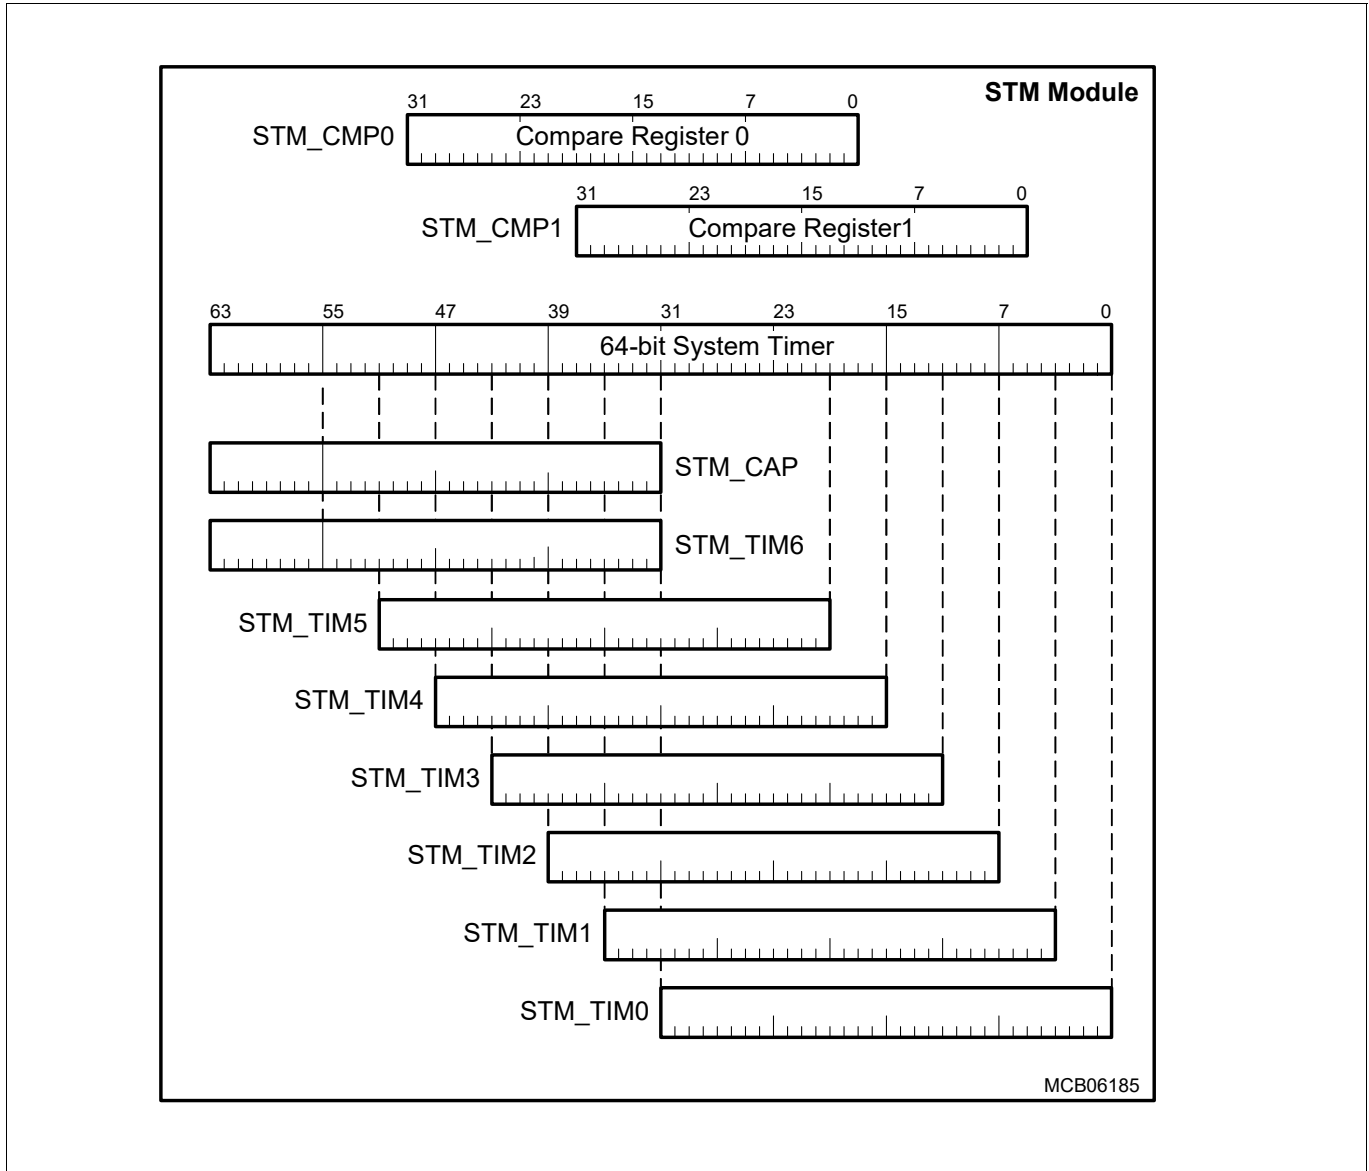 STM Module
31 23 15 7 0
STM_CMP0 Compare Register 0
31 23 15 7 0
STM_CMP1 Compare Register1
63 55 47 39 31 23 15 7 0
64-bit System Timer
STM_CAP
STM_TIM6
STM_TIM5
STM_TIM4
STM_TIM3
STM_TIM2
STM_TIM1
STM_TIM0
MCB06185